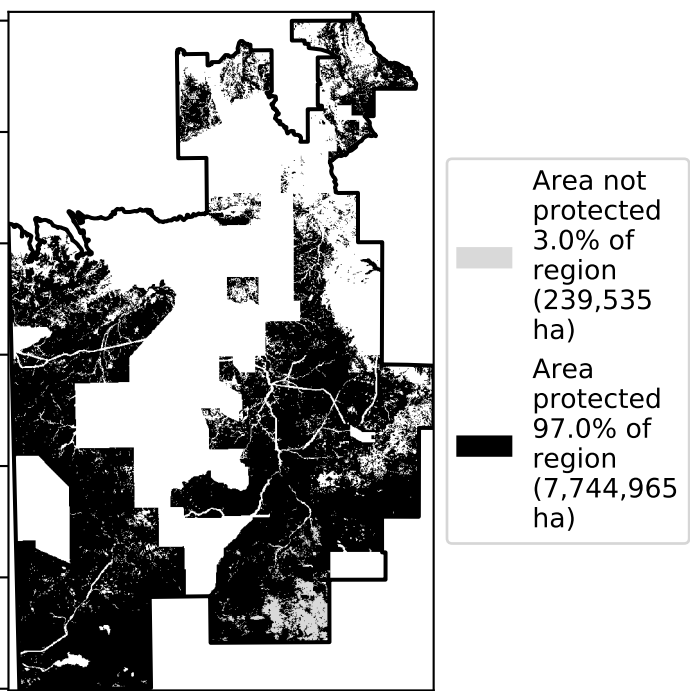 Area not
protected
3.0% of
region
(239,535
ha)
Area
protected
97.0% of
region
(7,744,965
ha)